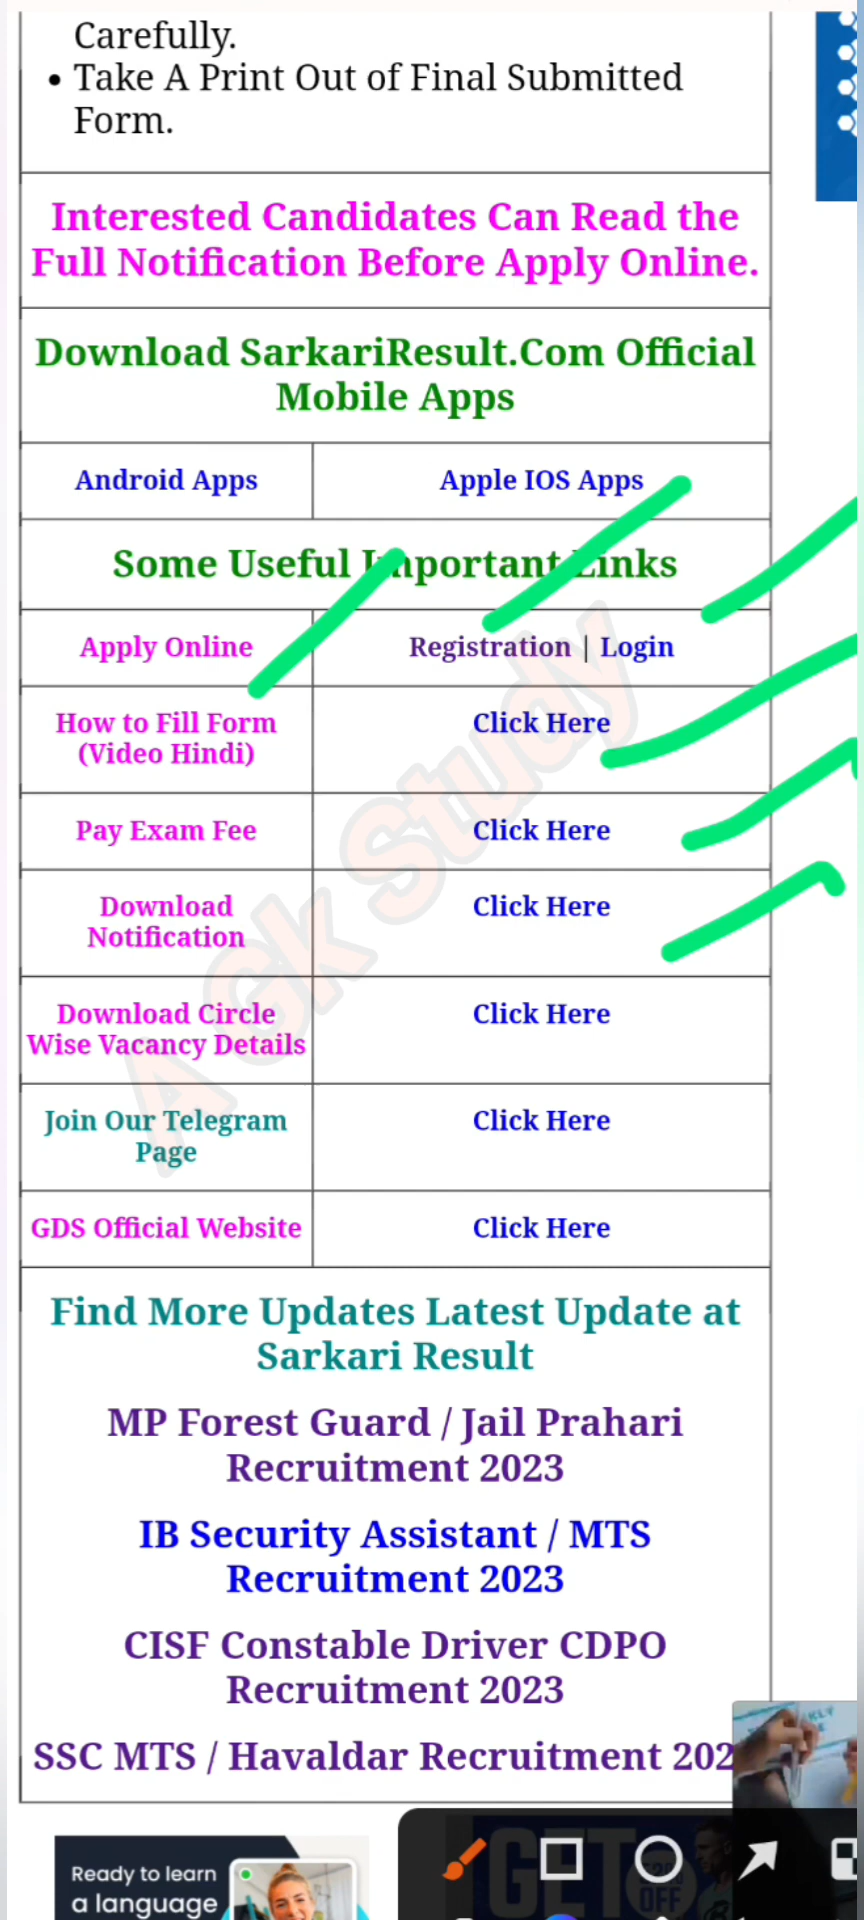 Carefully.
• Take A Print Out of Final Submitted
Form.
Interested Candidates Can Read the
Full Notification Before Apply Online.
Download SarkariResult.Com Official
Mobile Apps
Android Apps
Apple IOS Apps
Some Useful Important Links
Apply Online
Registration | Login
How to Fill Form
(Video Hindi)
Click Here
Pay Exam Fee
Click Here
Download
Notification
Click Here
Download Circle
Wise Vacancy Details
Click Here
Join Our Telegram
Page
Click Here
GDS Official Website
Click Here
A Gk Study
Find More Updates Latest Update at
Sarkari Result
MP Forest Guard / Jail Prahari
Recruitment 2023
IB Security Assistant / MTS
Recruitment 2023
CISF Constable Driver CDPO
Recruitment 2023
SSC MTS / Havaldar Recruitment 202
Ready to learn
a language
GET
OFF